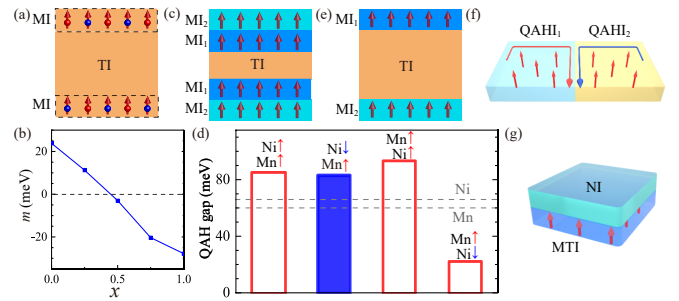 (a)
MI
TI
MI
(c)
MI₂
MI₁
TI
MI₁
MI₂
(e)
MI₁
TI
MI₂
(f)
QAHI₁
QAHI₂
(b)
m (meV)
20
0
-20
0.0
0.5
1.0
x
(d)
QAH gap (meV)
80
40
0
Ni↑
Mn↑
Ni↓
Mn↑
Mn↑
Ni↑
Ni
Mn
Mn↑
Ni↓
(g)
NI
MTI